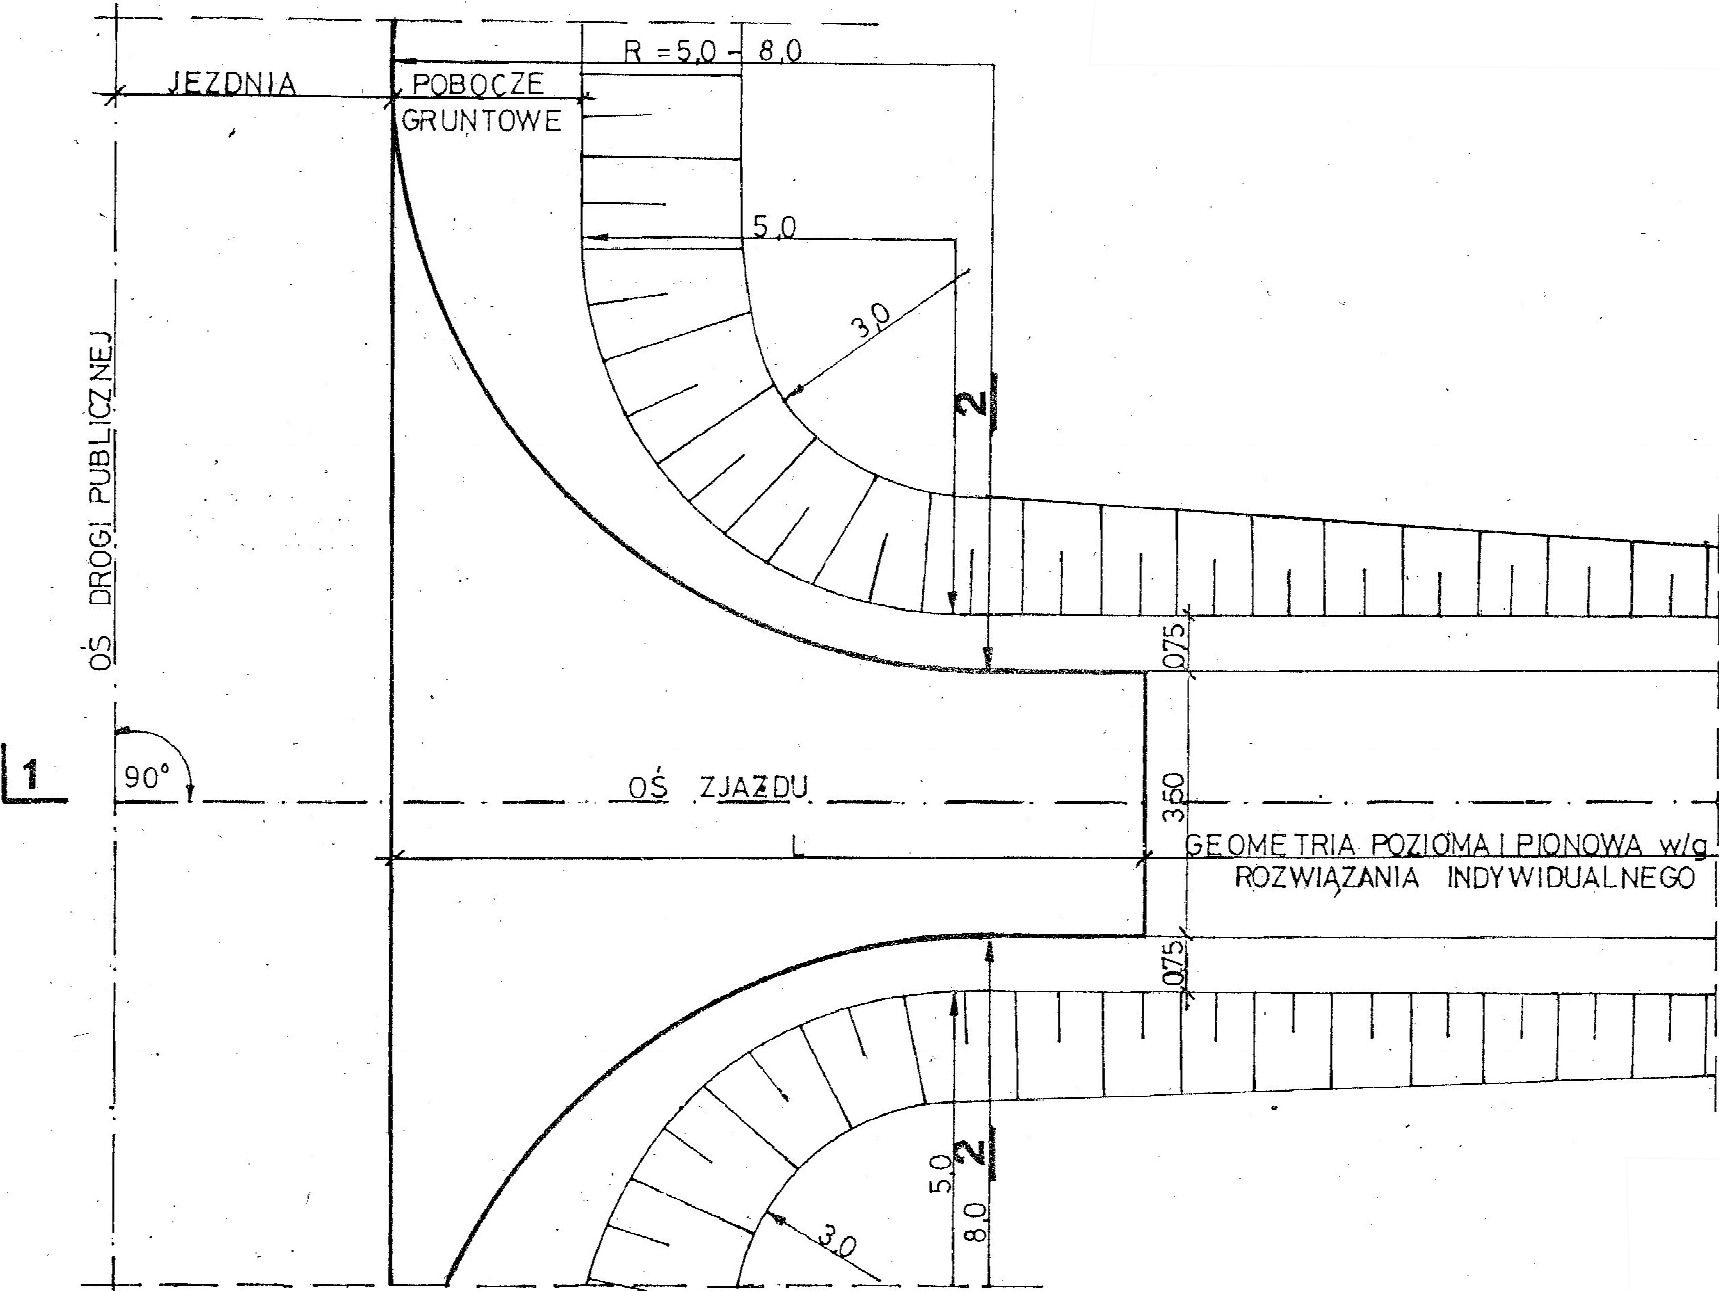 R = 5,0 - 8,0
JEZDNIA
POBOCZE
GRUNTOWE
5,0
3,0
2
OŚ DROGI PUBLICZNEJ
075
1
90°
OŚ ZJAZDU
350
L
GEOMETRIA POZIOMA I PIONOWA w/g
ROZWIĄZANIA INDYWIDUALNEGO
075
5,0
2
8,0
3,0